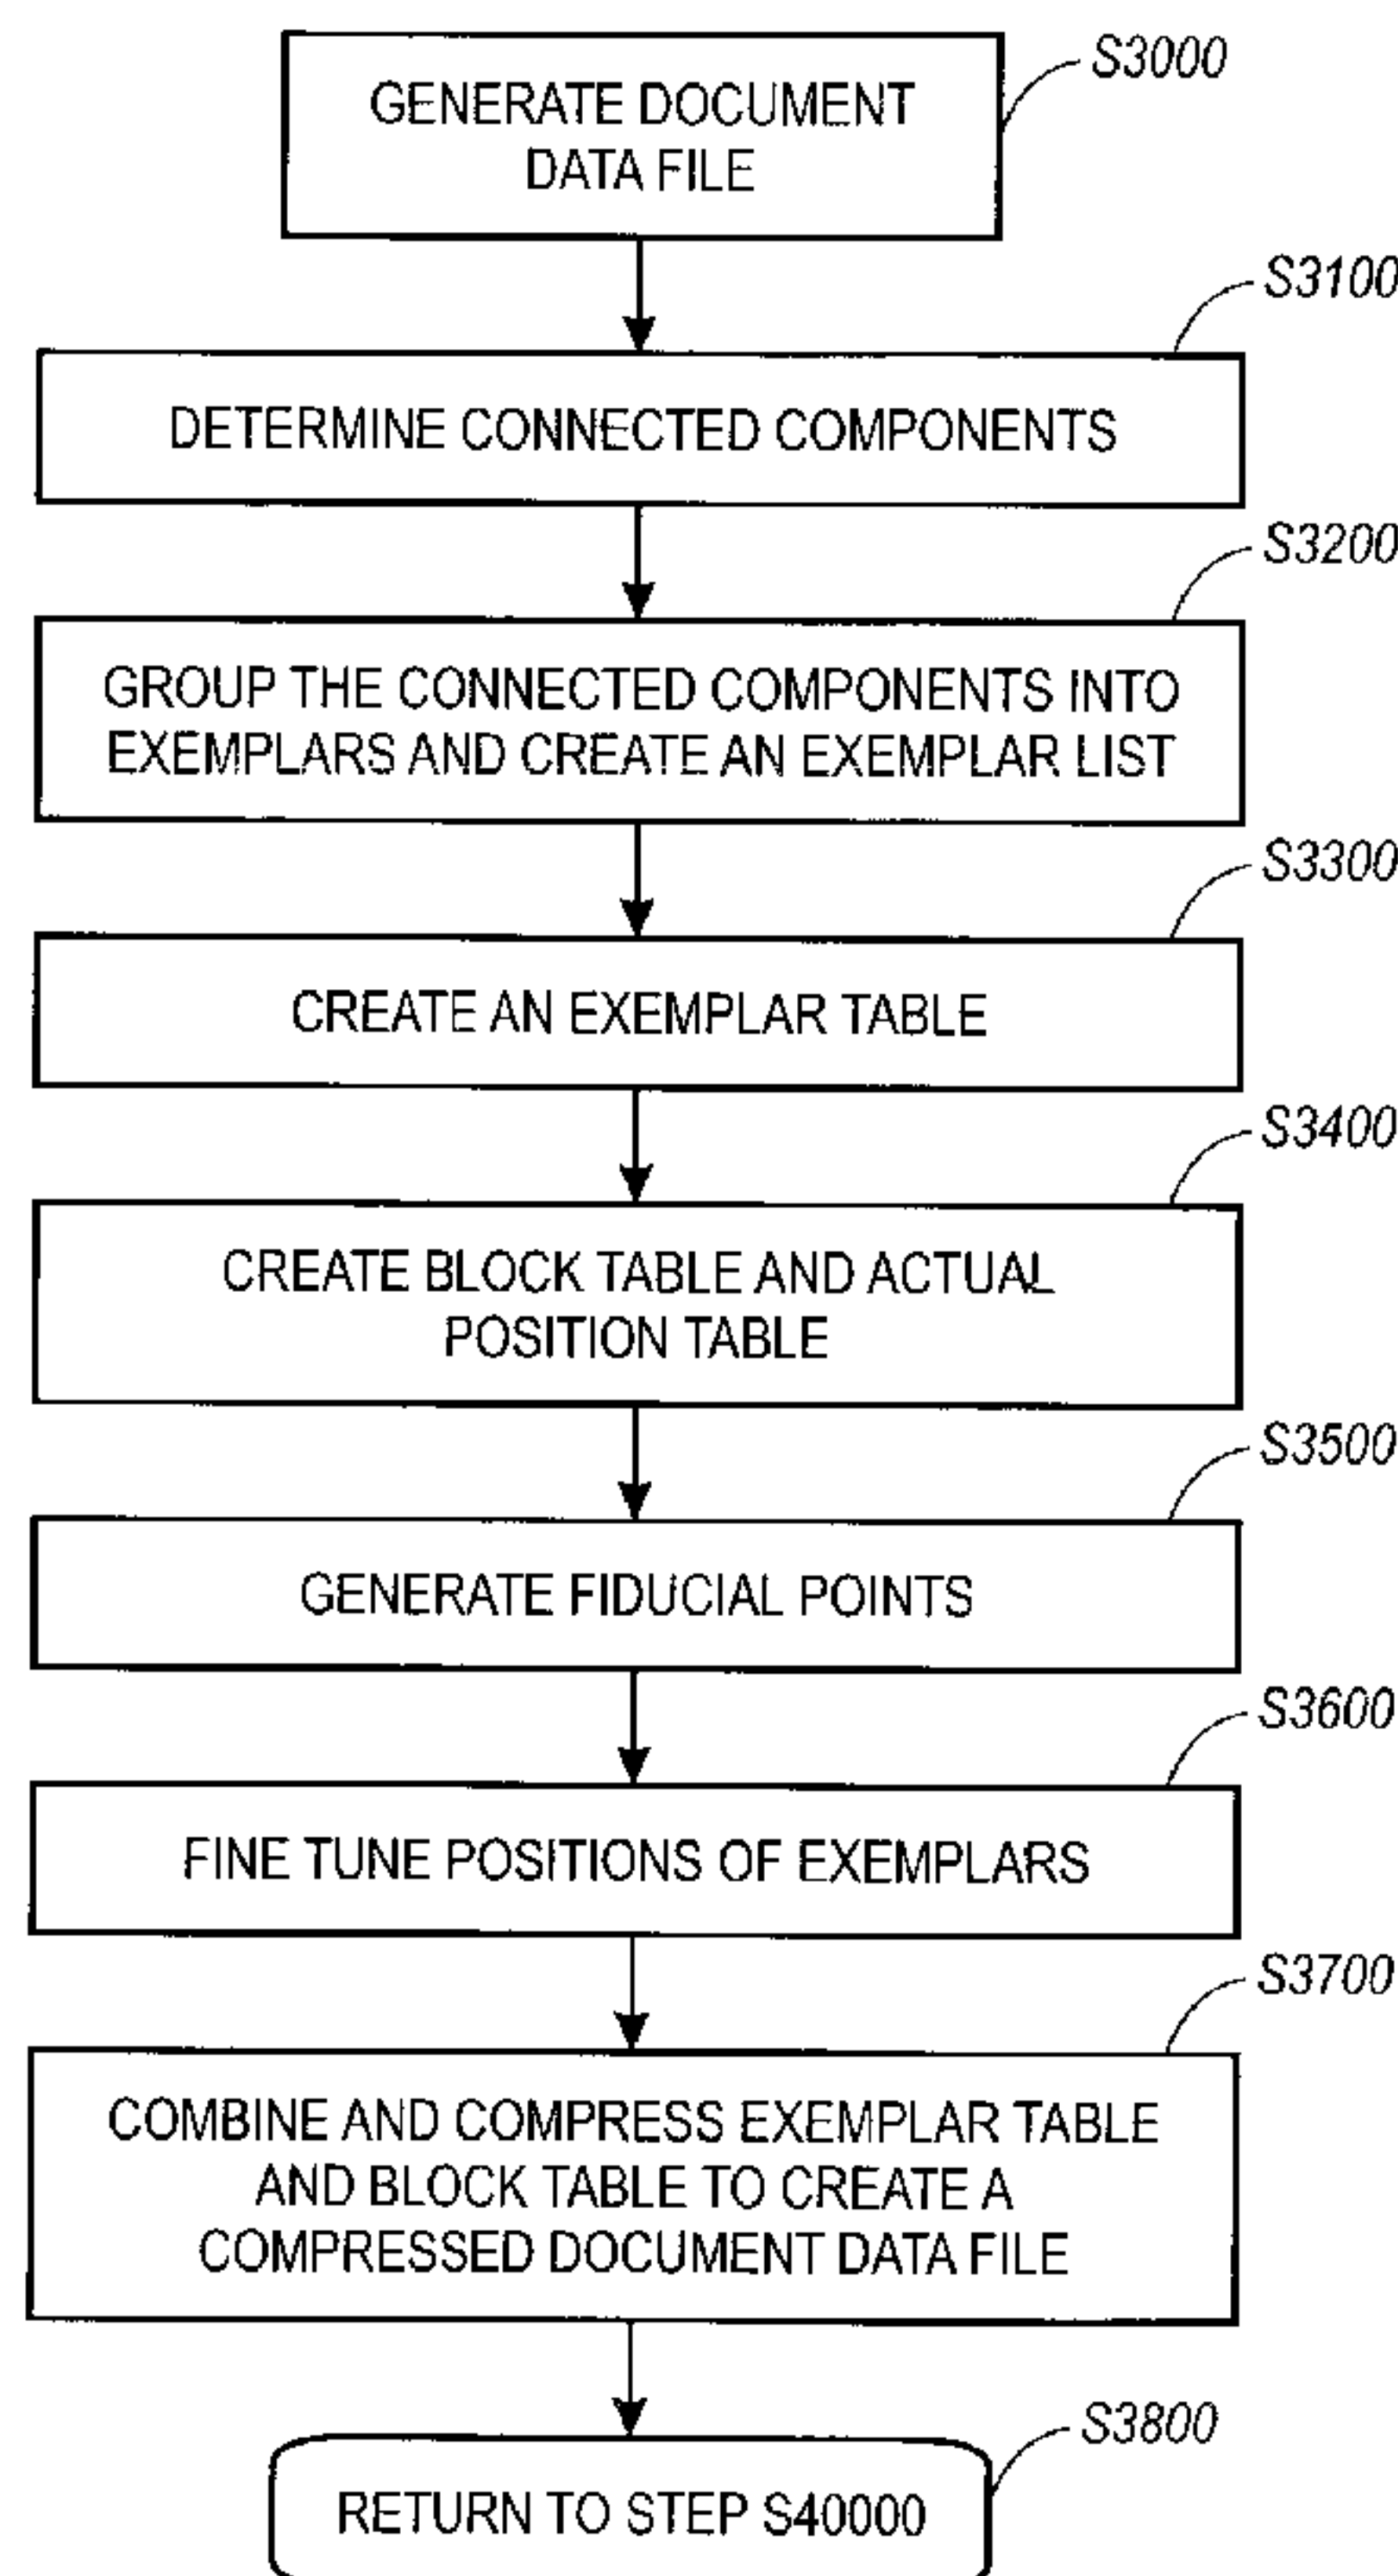 S3000
GENERATE DOCUMENT
DATA FILE
S3100
DETERMINE CONNECTED COMPONENTS
S3200
GROUP THE CONNECTED COMPONENTS INTO
EXEMPLARS AND CREATE AN EXEMPLAR LIST
S3300
CREATE AN EXEMPLAR TABLE
S3400
CREATE BLOCK TABLE AND ACTUAL
POSITION TABLE
S3500
GENERATE FIDUCIAL POINTS
S3600
FINE TUNE POSITIONS OF EXEMPLARS
S3700
COMBINE AND COMPRESS EXEMPLAR TABLE
AND BLOCK TABLE TO CREATE A
COMPRESSED DOCUMENT DATA FILE
S3800
RETURN TO STEP S40000